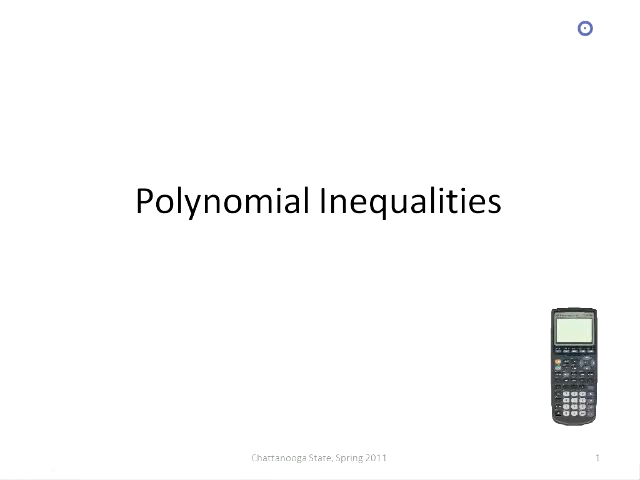 Polynomial Inequalities
Chattanooga State, Spring 2011
1